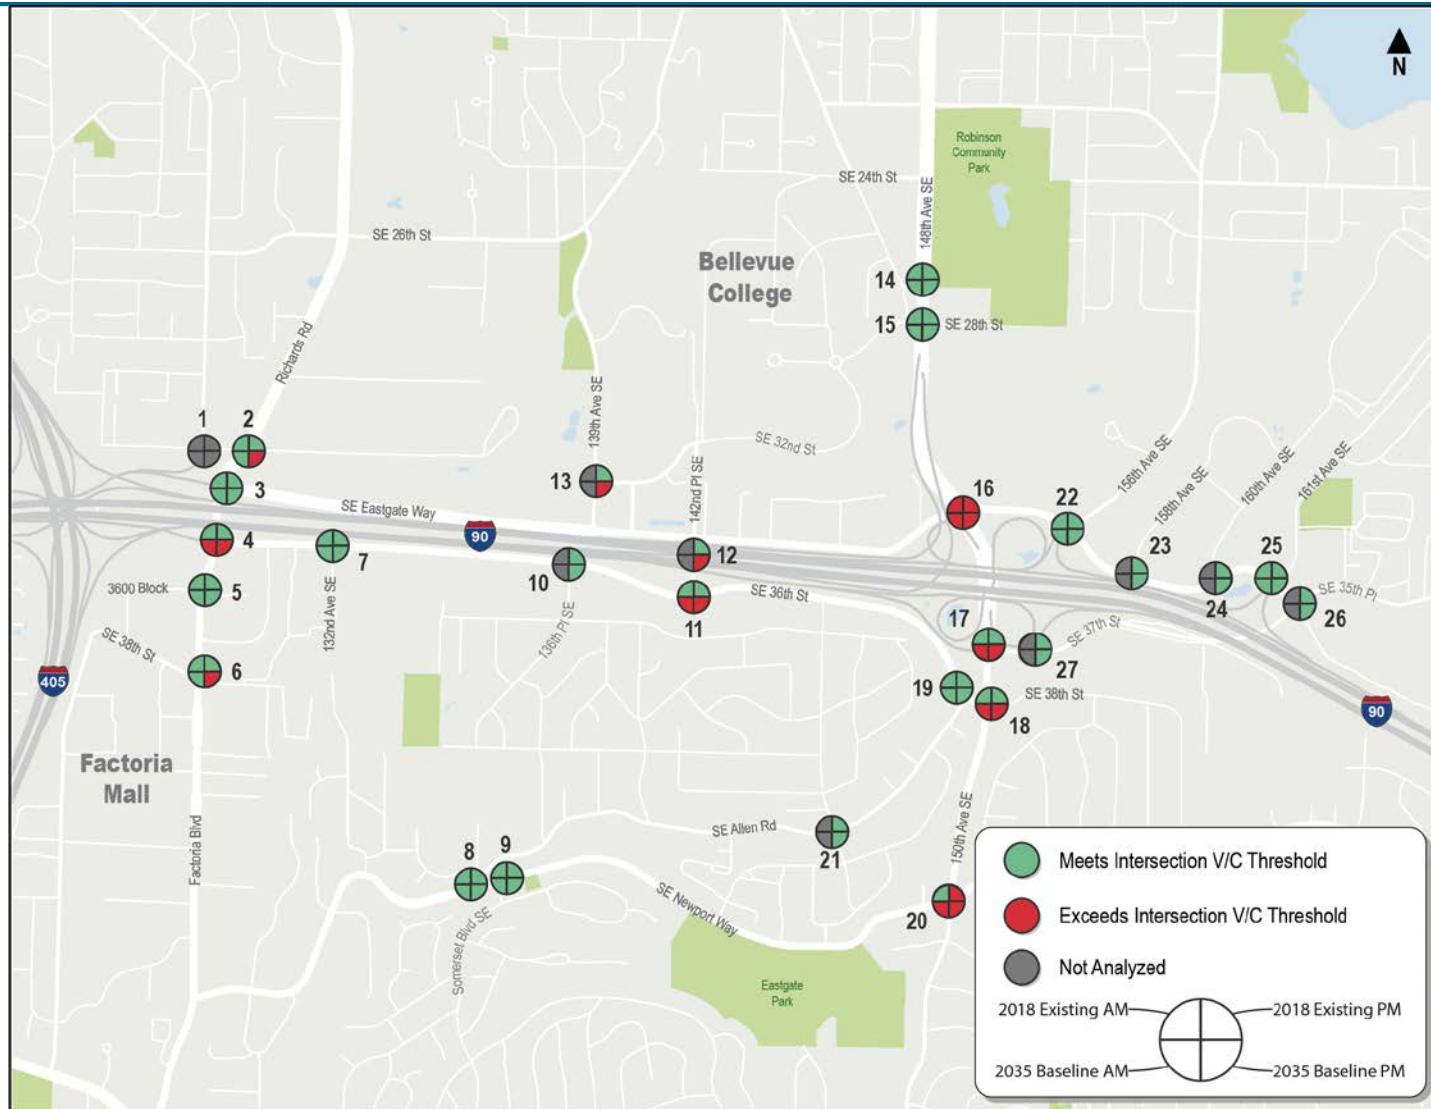 N
Robinson
Community
Park
SE 24th St
148th Ave SE
SE 26th St
Bellevue
College
14
15
SE 28th St
Richards Rd
1
2
3
139th Ave SE
13
SE 32nd St
142nd Pl SE
16
22
156th Ave SE
158th Ave SE
160th Ave SE
161st Ave SE
SE Eastgate Way
90
4
7
10
12
23
24
25
3600 Block
5
132nd Ave SE
136th Pl SE
11
SE 36th St
SE 35th Pl
26
SE 38th St
6
17
SE 37th St
27
405
19
18
SE 38th St
90
Factoria
Mall
Factoria Blvd
SE Allen Rd
21
150th Ave SE
8
9
Somerset Blvd SE
SE Newport Way
20
Eastgate
Park
Meets Intersection V/C Threshold
Exceeds Intersection V/C Threshold
Not Analyzed
2018 Existing AM
2018 Existing PM
2035 Baseline AM
2035 Baseline PM